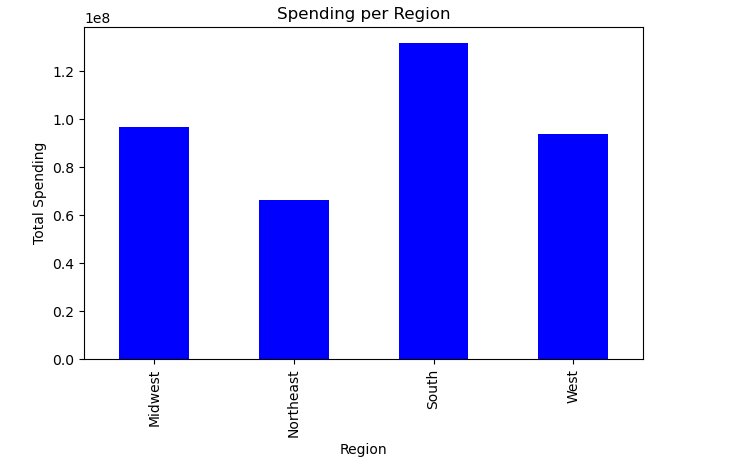 Spending per Region
1e8
1.2
1.0
0.8
0.6
0.4
0.2
0.0
Total Spending
Midwest
Northeast
South
West
Region